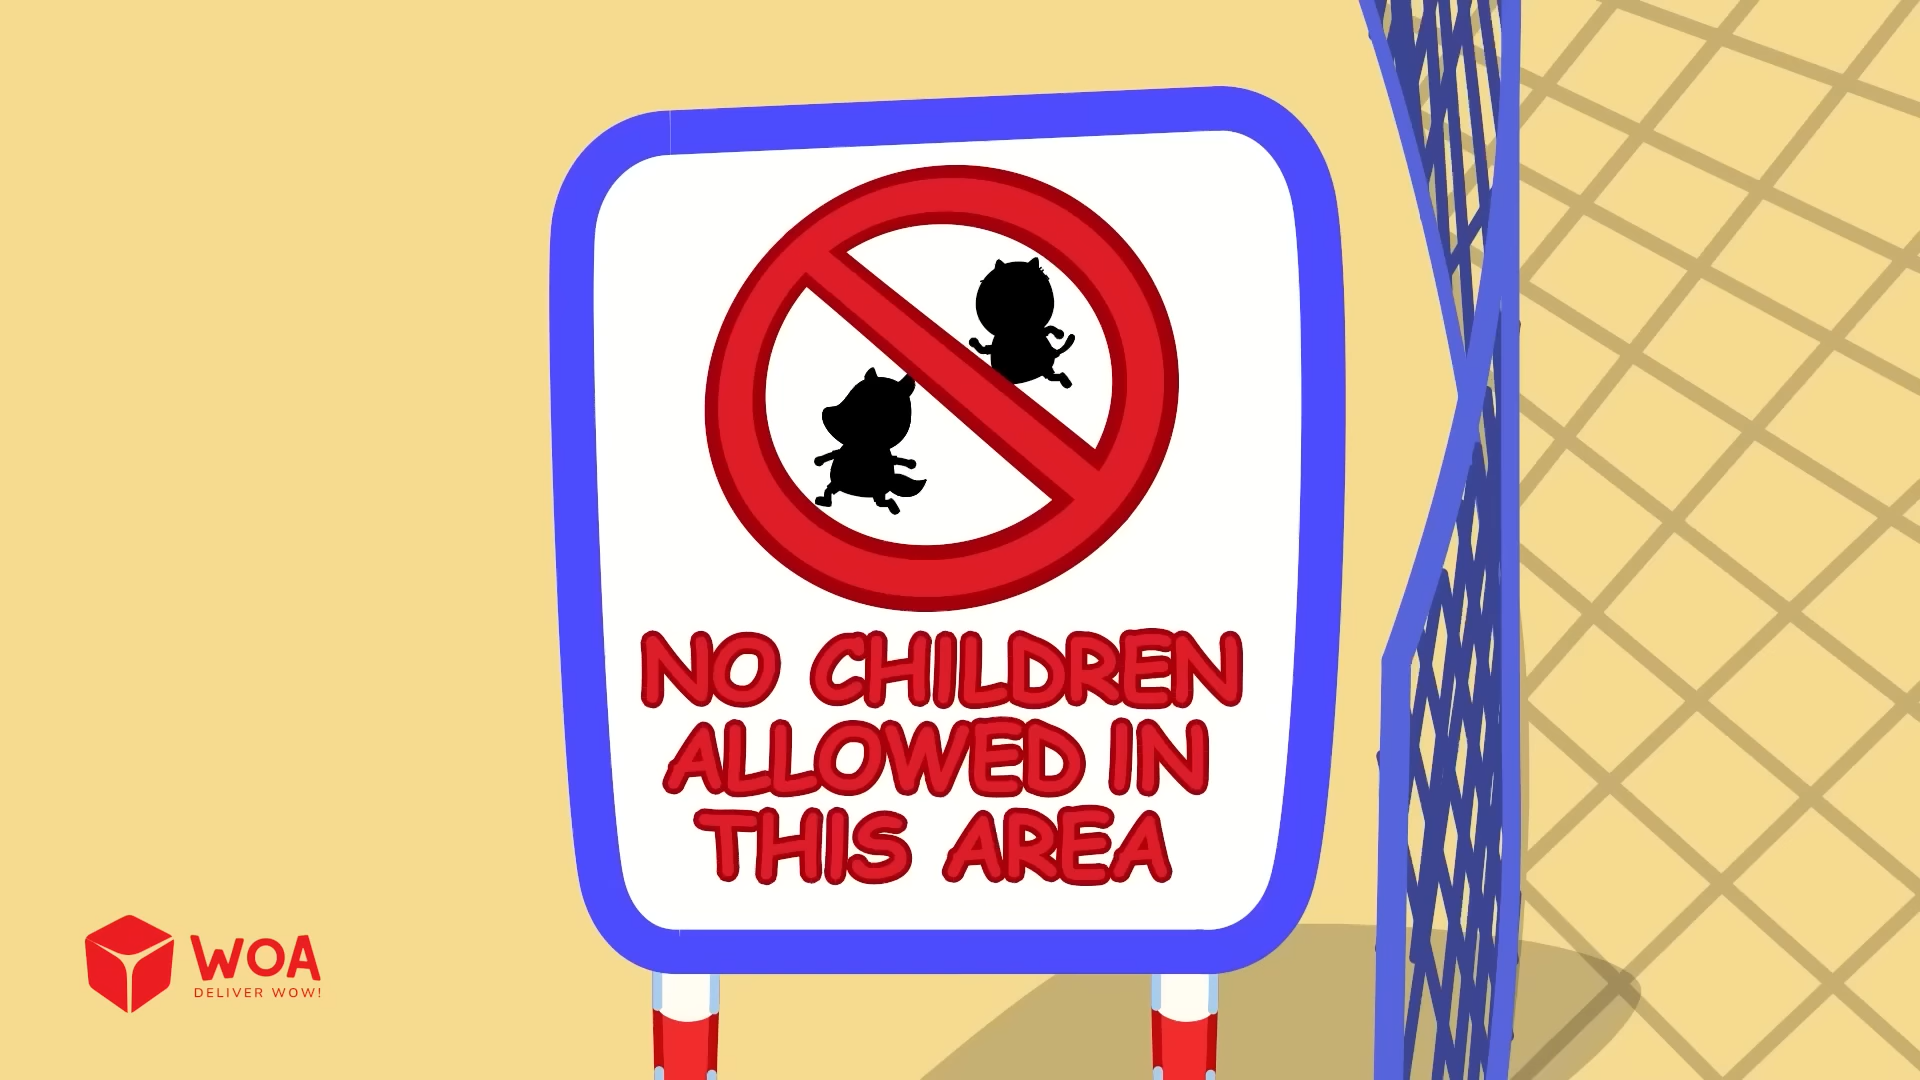 NO CHILDREN
ALLOWED IN
THIS AREA
WOA
DELIVER WOW!